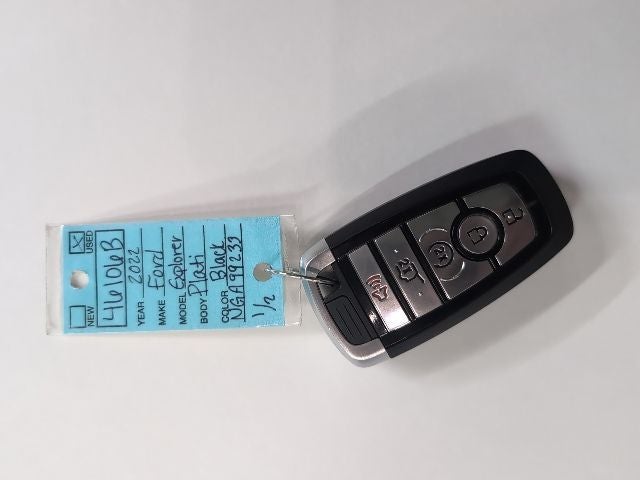 NEW USED
46106B
YEAR 2022
MAKE Ford
MODEL Explorer
BODY Plati
COLOR Black
NGA99233
1/2